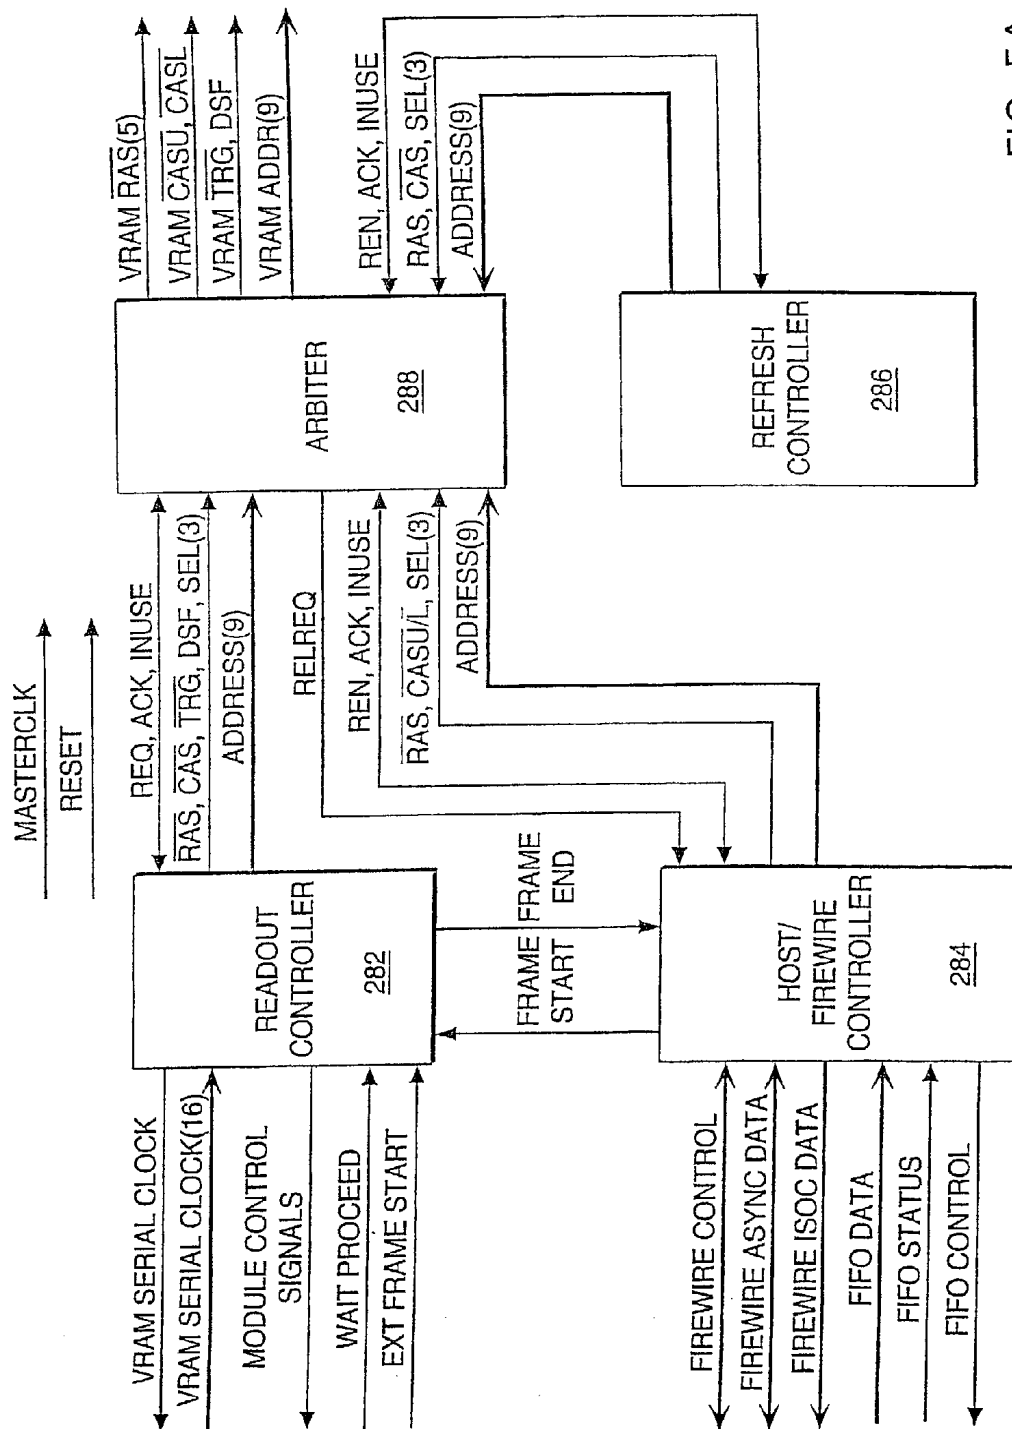 MASTERCLK
RESET
VRAM SERIAL CLOCK
VRAM SERIAL CLOCK(16)
MODULE CONTROL
SIGNALS
WAIT PROCEED
EXT FRAME START
READOUT
CONTROLLER
282
REQ, ACK, INUSE
RAS, CAS, TRG, DSF, SEL(3)
ADDRESS(9)
RELREQ
REN, ACK, INUSE
RAS, CASU/L, SEL(3)
ADDRESS(9)
ARBITER
288
VRAM RAS(5)
VRAM CASU, CASL
VRAM TRG, DSF
VRAM ADDR(9)
REN, ACK, INUSE
RAS, CAS, SEL(3)
ADDRESS(9)
FRAME FRAME
START END
FIREWIRE CONTROL
FIREWIRE ASYNC DATA
FIREWIRE ISOC DATA
FIFO DATA
FIFO STATUS
FIFO CONTROL
HOST/
FIREWIRE
CONTROLLER
284
REFRESH
CONTROLLER
286